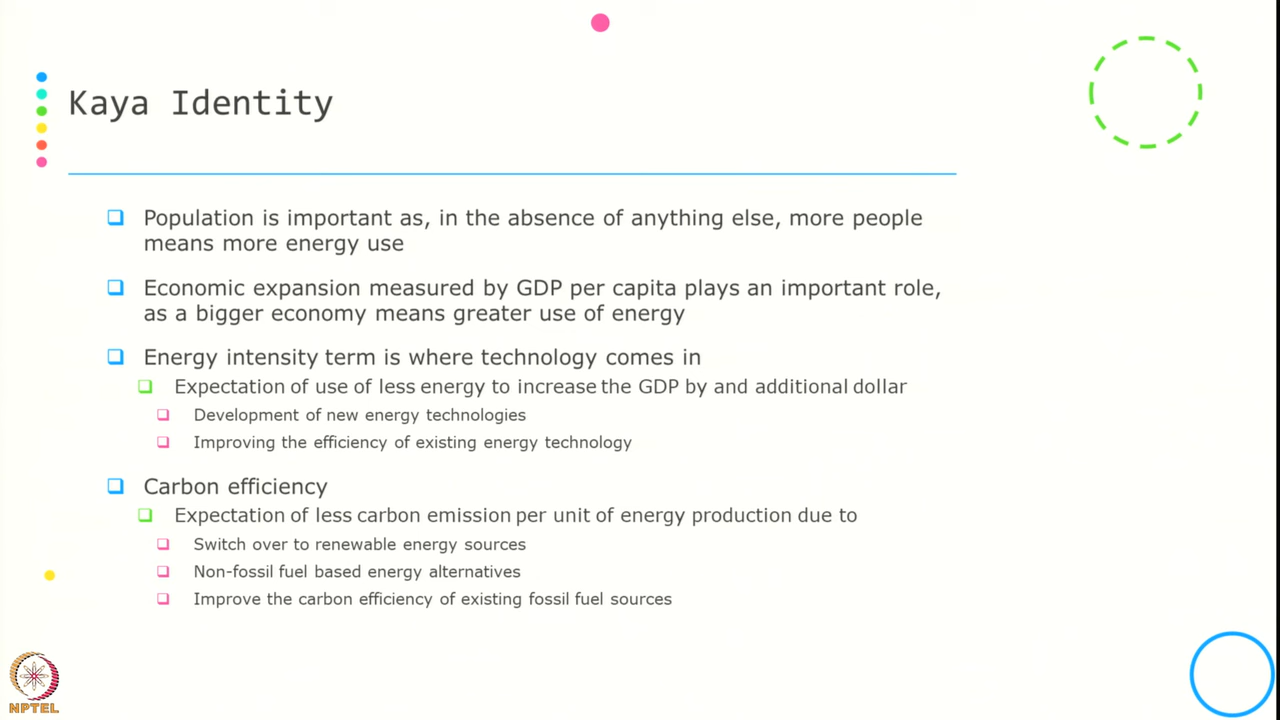 Kaya Identity
Population is important as, in the absence of anything else, more people
means more energy use
Economic expansion measured by GDP per capita plays an important role,
as a bigger economy means greater use of energy
Energy intensity term is where technology comes in
Expectation of use of less energy to increase the GDP by and additional dollar
Development of new energy technologies
Improving the efficiency of existing energy technology
Carbon efficiency
Expectation of less carbon emission per unit of energy production due to
Switch over to renewable energy sources
Non-fossil fuel based energy alternatives
Improve the carbon efficiency of existing fossil fuel sources
NPTEL